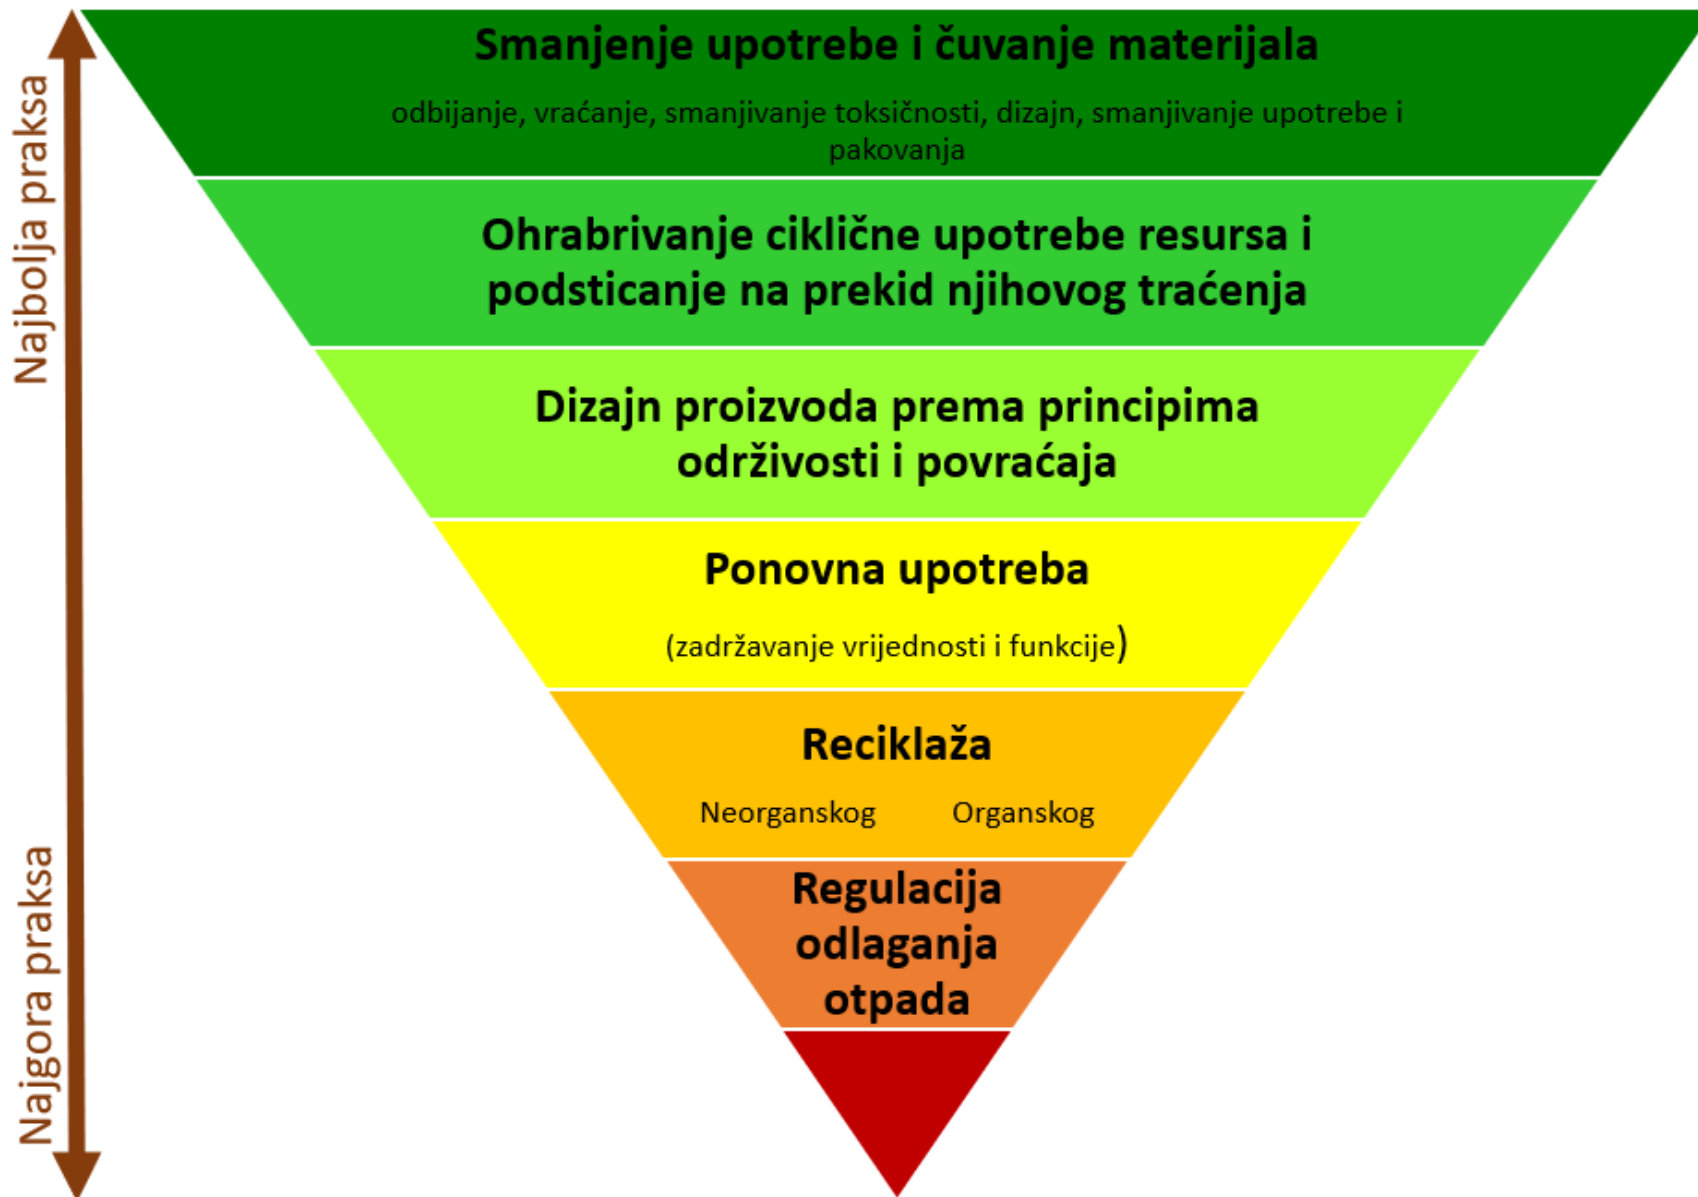 Najbolja praksa
Najgora praksa
Smanjenje upotrebe i čuvanje materijala
odbijanje, vraćanje, smanjivanje toksičnosti, dizajn, smanjivanje upotrebe i
pakovanja
Ohrabrivanje ciklične upotrebe resursa i
podsticanje na prekid njihovog traćenja
Dizajn proizvoda prema principima
održivosti i povraćaja
Ponovna upotreba
(zadržavanje vrijednosti i funkcije)
Reciklaža
Neorganskog Organskog
Regulacija
odlaganja
otpada